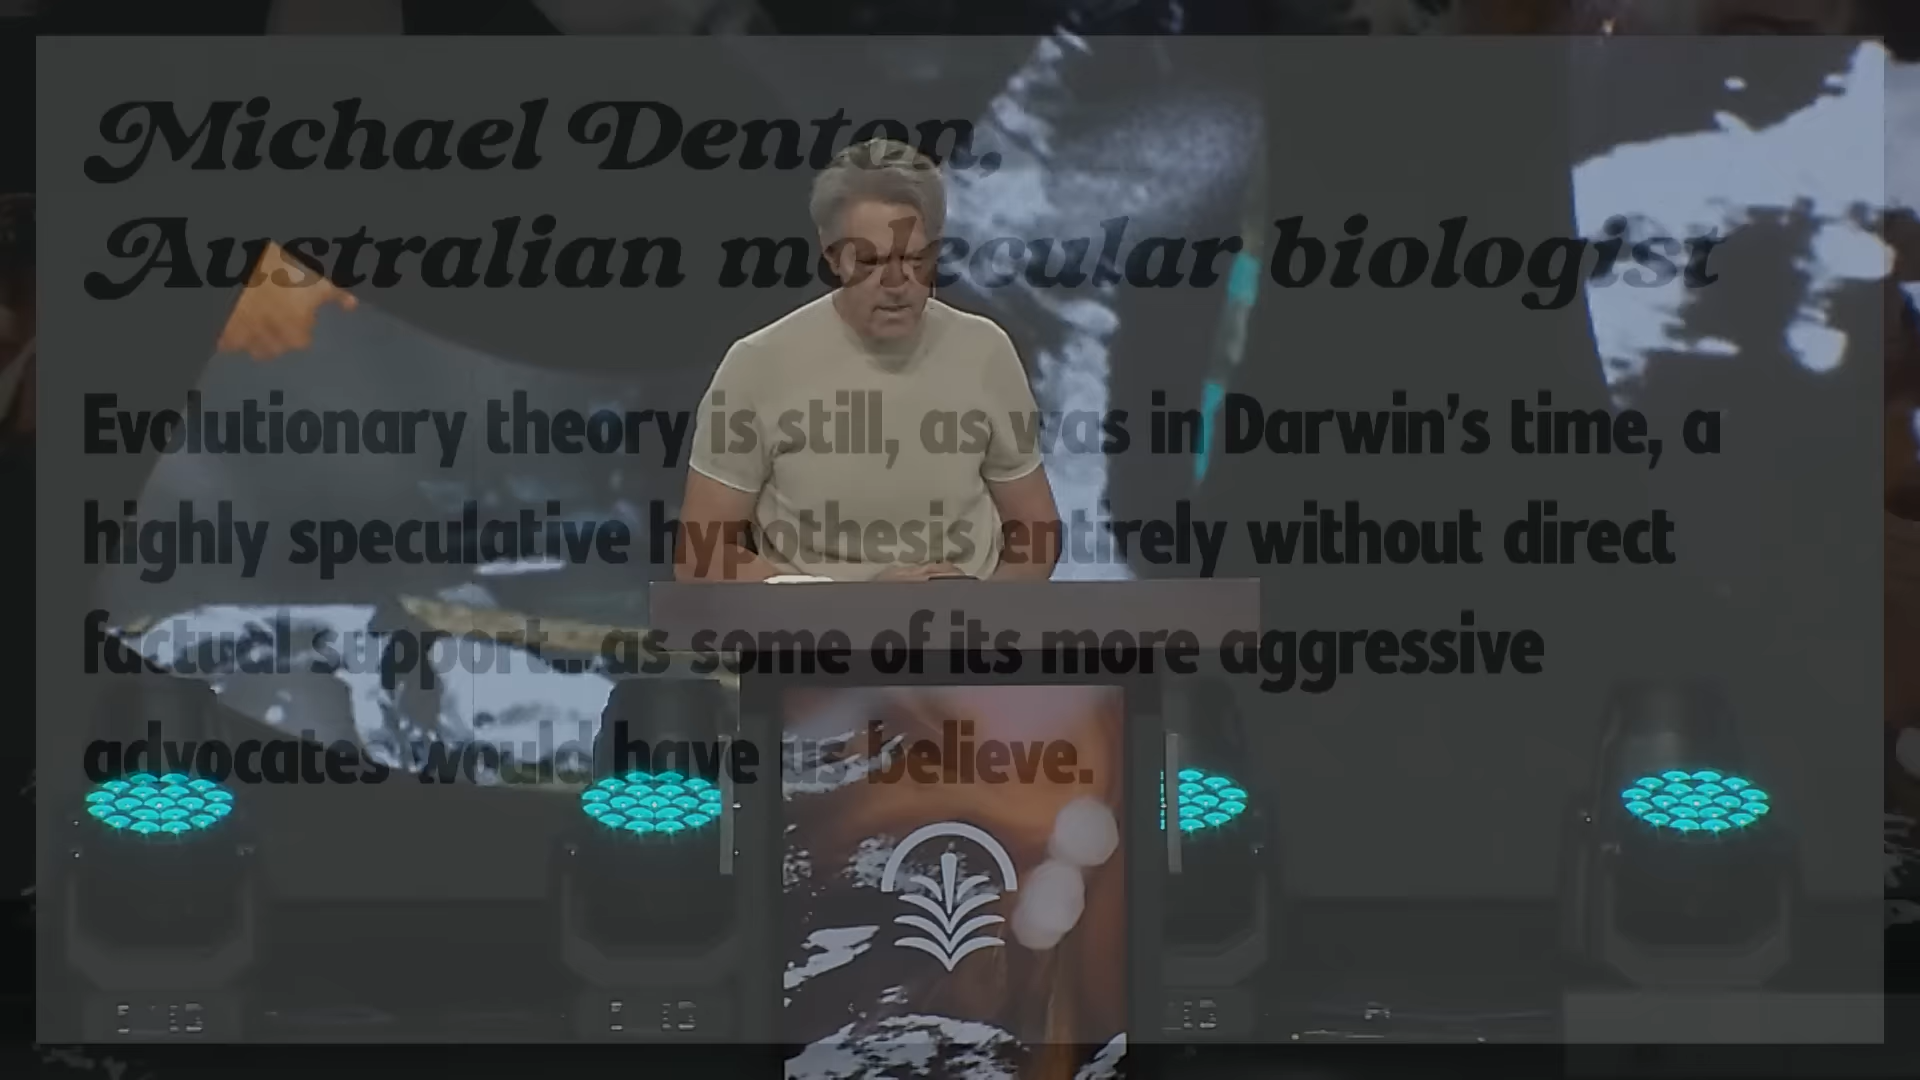 Michael Denton,
Australian molecular biologist
Evolutionary theory is still, as was in Darwin's time, a
highly speculative hypothesis entirely without direct
factual support...as some of its more aggressive
advocates would have us believe.